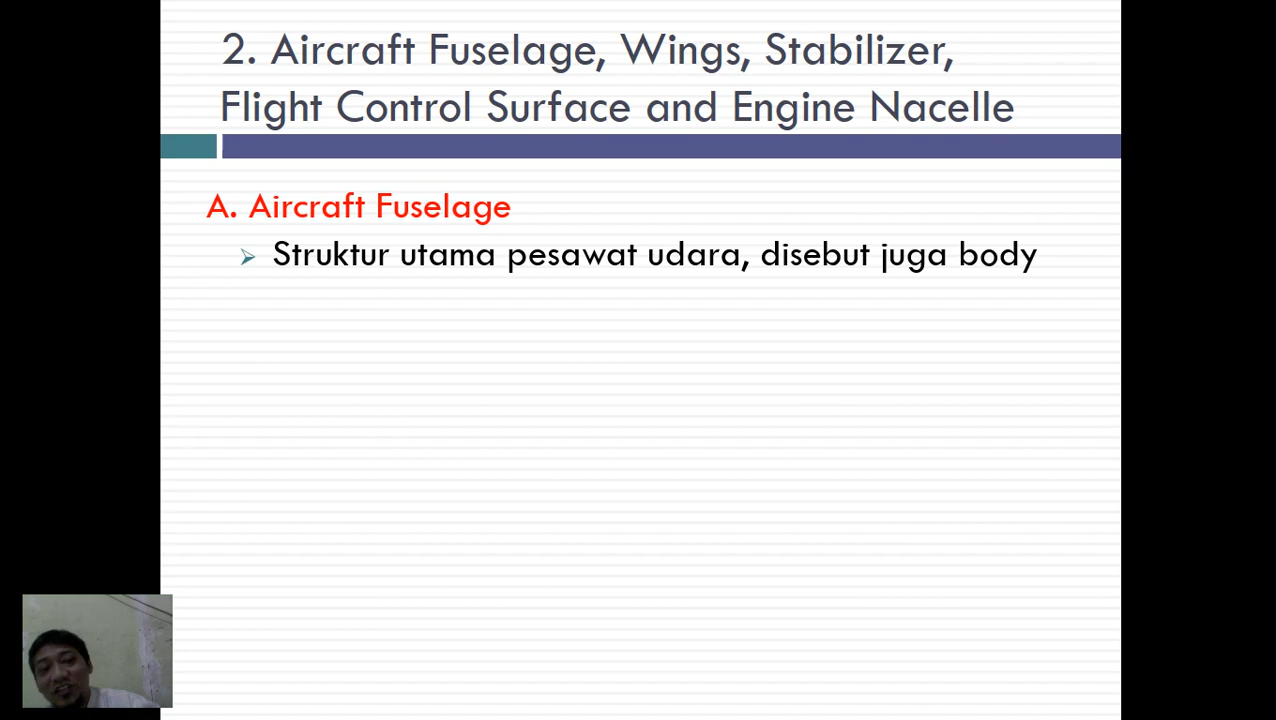 2. Aircraft Fuselage, Wings, Stabilizer,
Flight Control Surface and Engine Nacelle
A. Aircraft Fuselage
➢ Struktur utama pesawat udara, disebut juga body